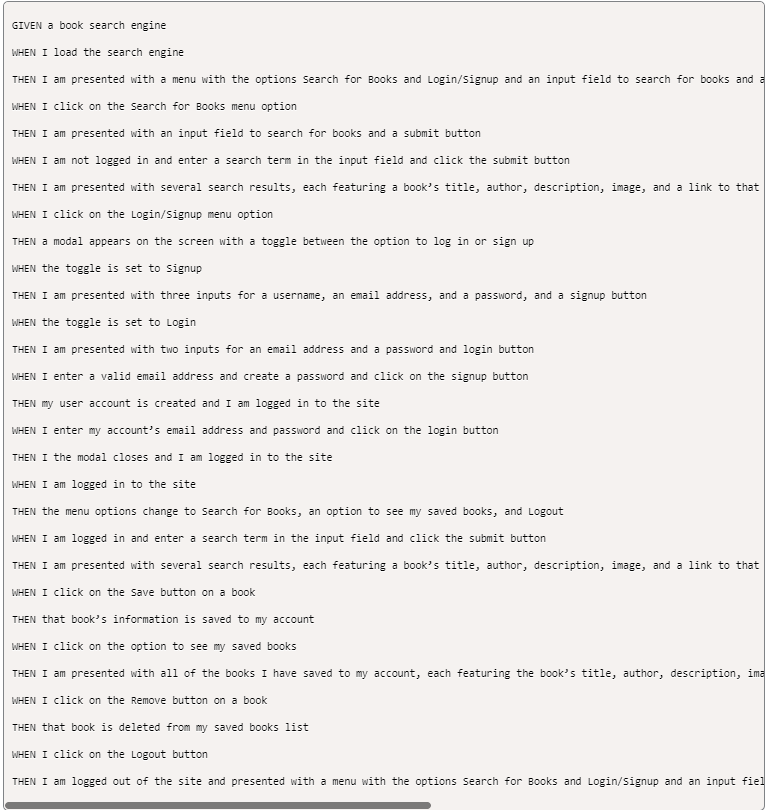 GIVEN a book search engine
WHEN I load the search engine
THEN I am presented with a menu with the options Search for Books and Login/Signup and an input field to search for books and a
WHEN I click on the Search for Books menu option
THEN I am presented with an input field to search for books and a submit button
WHEN I am not logged in and enter a search term in the input field and click the submit button
THEN I am presented with several search results, each featuring a book’s title, author, description, image, and a link to that
WHEN I click on the Login/Signup menu option
THEN a modal appears on the screen with a toggle between the option to log in or sign up
WHEN the toggle is set to Signup
THEN I am presented with three inputs for a username, an email address, and a password, and a signup button
WHEN the toggle is set to Login
THEN I am presented with two inputs for an email address and a password and login button
WHEN I enter a valid email address and create a password and click on the signup button
THEN my user account is created and I am logged in to the site
WHEN I enter my account’s email address and password and click on the login button
THEN I the modal closes and I am logged in to the site
WHEN I am logged in to the site
THEN the menu options change to Search for Books, an option to see my saved books, and Logout
WHEN I am logged in and enter a search term in the input field and click the submit button
THEN I am presented with several search results, each featuring a book’s title, author, description, image, and a link to that
WHEN I click on the Save button on a book
THEN that book’s information is saved to my account
WHEN I click on the option to see my saved books
THEN I am presented with all of the books I have saved to my account, each featuring the book’s title, author, description, ima
WHEN I click on the Remove button on a book
THEN that book is deleted from my saved books list
WHEN I click on the Logout button
THEN I am logged out of the site and presented with a menu with the options Search for Books and Login/Signup and an input fiel